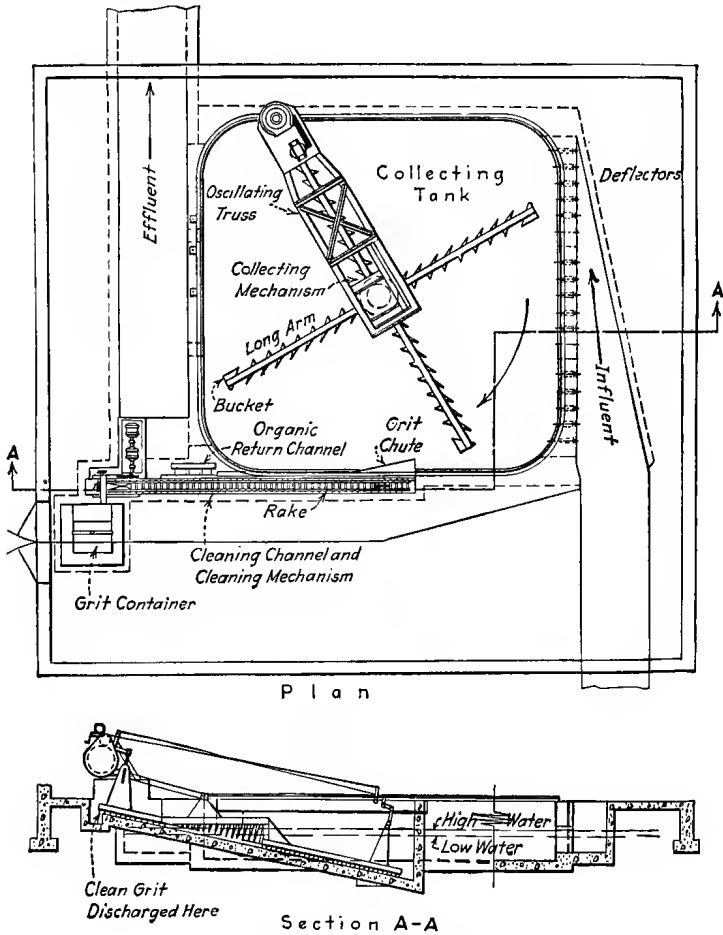 Effluent
Oscillating
Truss
Collecting
Tank
Deflectors
Collecting
Mechanism
A
A
Long Arm
Influent
Bucket
Organic
Return Channel
Grit
Chute
Rake
Cleaning Channel and
Cleaning Mechanism
Grit Container
Plan
High Water
Low Water
Clean Grit
Discharged Here
Section A-A